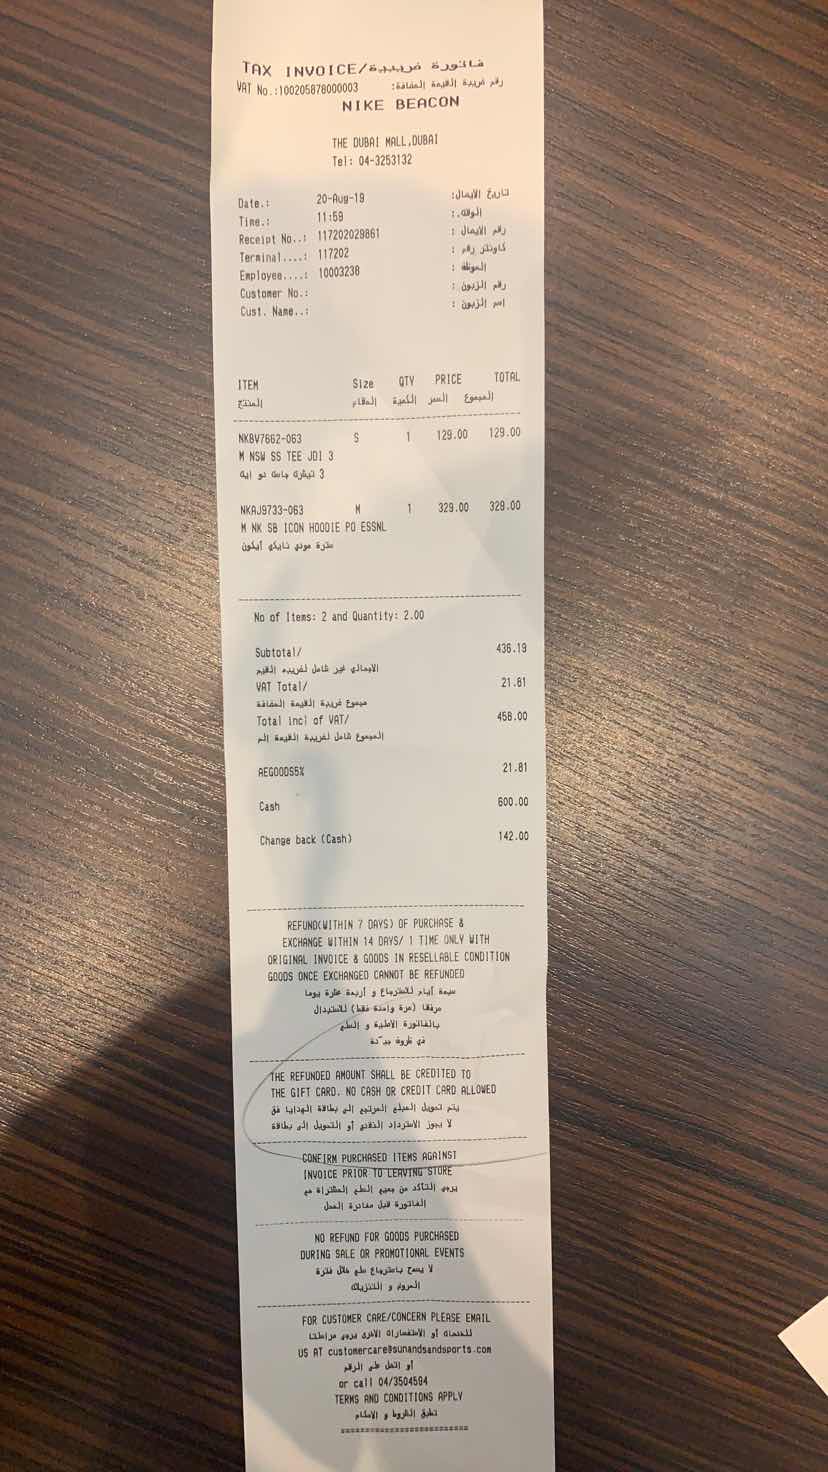 TAX INVOICE/فاتورة ضريبية
VAT No.:100205878000003 رقم ضريبة القيمة المضافة:
NIKE BEACON
THE DUBAI MALL,DUBAI
Tel: 04-3253132
Date.: 20-Aug-19 تاريخ الايصال:
Time.: 11:59 الوقت.:
Receipt No..: 117202029861 رقم الايصال :
Terminal....: 117202 كاونتر رقم :
Employee....: 10003238 الموظف :
Customer No.: رقم الزبون :
Cust. Name..: اسم الزبون :
ITEM Size QTY PRICE TOTAL
المنتج المقاس الكمية السعر المجموع
NKBV7662-063 S 1 129.00 129.00
M NSW SS TEE JDI 3
3 تيشرت جاست دو ايت
NKAJ9733-063 M 1 329.00 329.00
M NK SB ICON HOODIE PO ESSNL
سترة هودي نايكي أيكون
No of Items: 2 and Quantity: 2.00
Subtotal/ 436.19
الاجمالي غير شامل لضريبه القيم
VAT Total/ 21.81
مجموع ضريبة القيمة المضافة
Total incl of VAT/ 458.00
المجموع شامل لضريبة القيمة الم
AEGOODS5% 21.81
Cash 600.00
Change back (Cash) 142.00
REFUND(WITHIN 7 DAYS) OF PURCHASE &
EXCHANGE WITHIN 14 DAYS/ 1 TIME ONLY WITH
ORIGINAL INVOICE & GOODS IN RESELLABLE CONDITION
GOODS ONCE EXCHANGED CANNOT BE REFUNDED
سبعة أيام للاسترجاع و أربعة عشرة يوما
مرفقا (مرة واحدة فقط) للاستبدال
بالفاتورة الأصلية و السلع
في ظروف جيّدة
THE REFUNDED AMOUNT SHALL BE CREDITED TO
THE GIFT CARD. NO CASH OR CREDIT CARD ALLOWED
يتم تحويل المبلغ المرتجع إلى بطاقة الهدايا فق
لا يجوز الاسترداد النقدي أو التحويل إلى بطاقة
CONFIRM PURCHASED ITEMS AGAINST
INVOICE PRIOR TO LEAVING STORE
يرجى التأكد من جميع السلع المشتراة مع
الفاتورة قبل مغادرة المحل
NO REFUND FOR GOODS PURCHASED
DURING SALE OR PROMOTIONAL EVENTS
لا يسمح باسترجاع سلع خلال فترة
العروض و التنزيلات
FOR CUSTOMER CARE/CONCERN PLEASE EMAIL
للخدمات أو الاستفسارات الأخرى يرجى مراسلتنا
US AT customercare@sunandsandsports.com
أو اتصل على الرقم
or call 04/3504594
TERMS AND CONDITIONS APPLY
تطبق الشروط و الأحكام